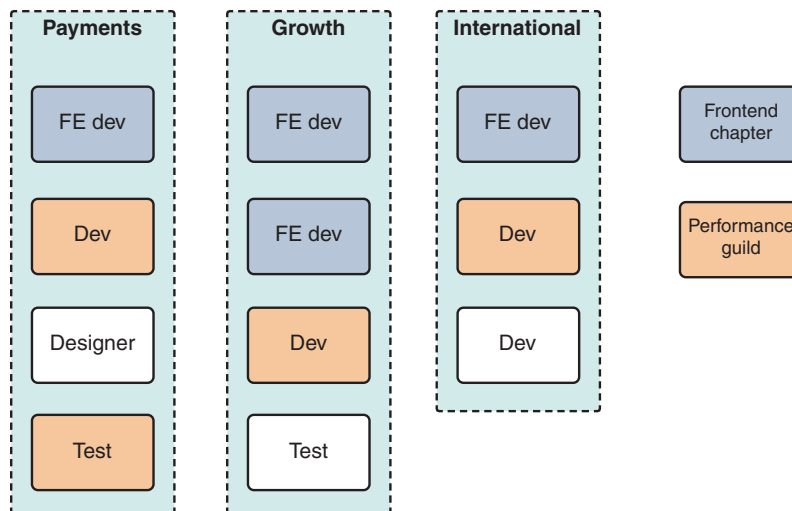 Payments
FE dev
Dev
Designer
Test
Growth
FE dev
FE dev
Dev
Test
International
FE dev
Dev
Dev
Frontend
chapter
Performance
guild